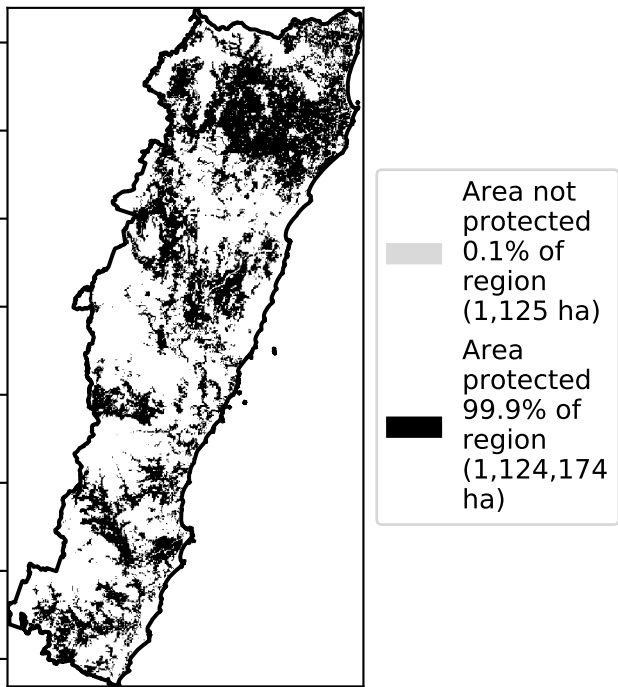 Area not
protected
0.1% of
region
(1,125 ha)
Area
protected
99.9% of
region
(1,124,174
ha)